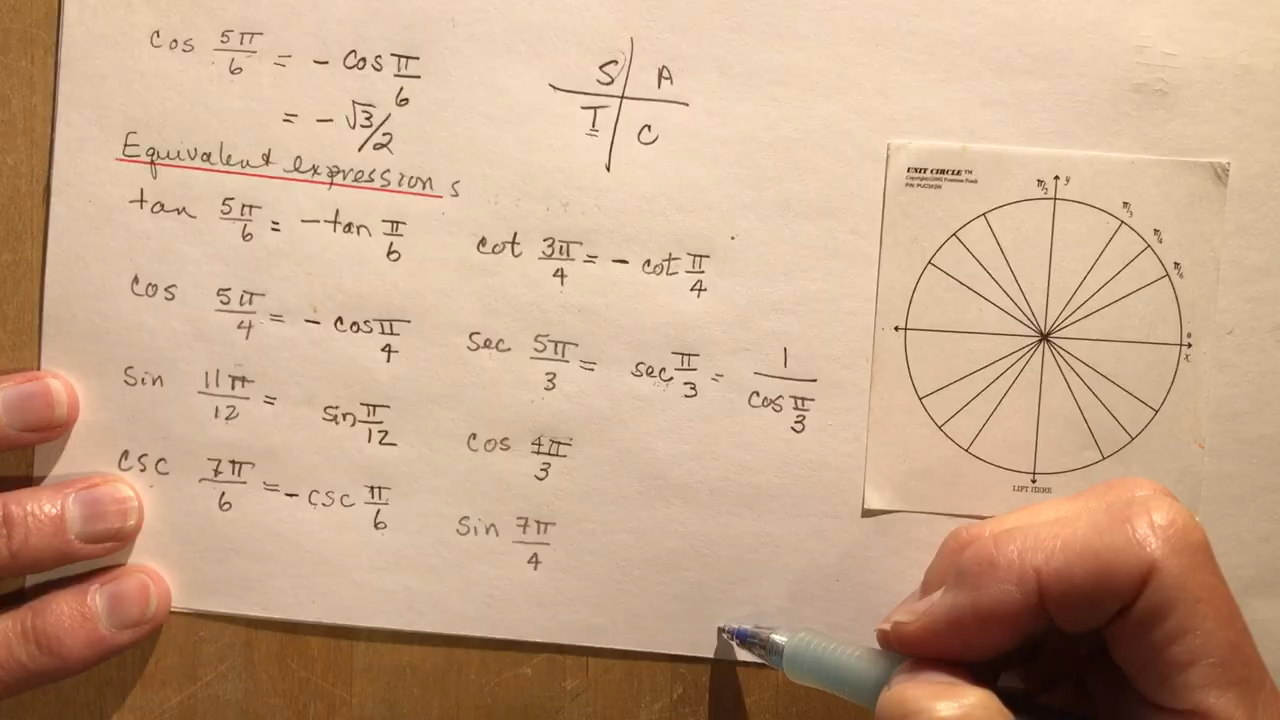 cos 5π/6 = - cos π/6
= - √3/2
S A
T C
Equivalent expressions
tan 5π/6 = - tan π/6
cos 5π/4 = - cos π/4
sin 11π/12 = sin π/12
csc 7π/6 = - csc π/6
cot 3π/4 = - cot π/4
sec 5π/3 = sec π/3 = 1/cos π/3
cos 4π/3
sin 7π/4
UNIT CIRCLE™
π/2 y
π/3
π/4
π/6
0
x
LIFT HERE